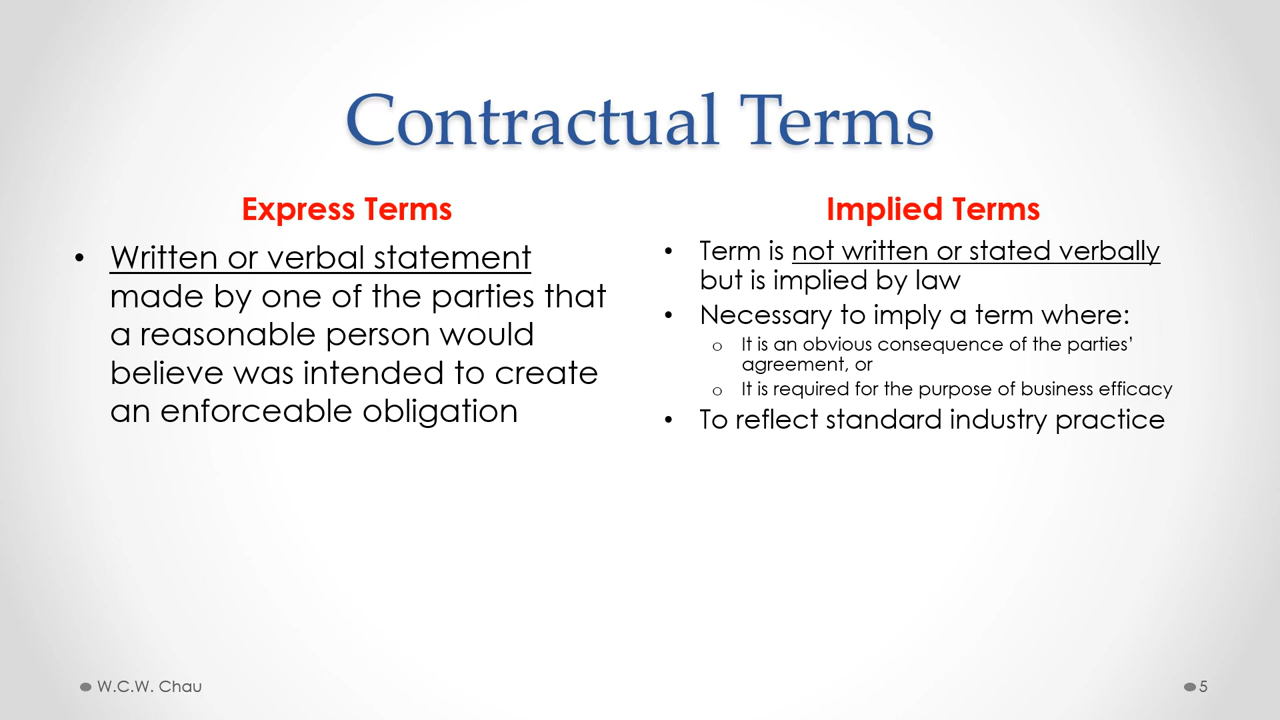 Contractual Terms
Express Terms
• Written or verbal statement
made by one of the parties that
a reasonable person would
believe was intended to create
an enforceable obligation
Implied Terms
• Term is not written or stated verbally
but is implied by law
• Necessary to imply a term where:
o It is an obvious consequence of the parties’
agreement, or
o It is required for the purpose of business efficacy
• To reflect standard industry practice
W.C.W. Chau
5